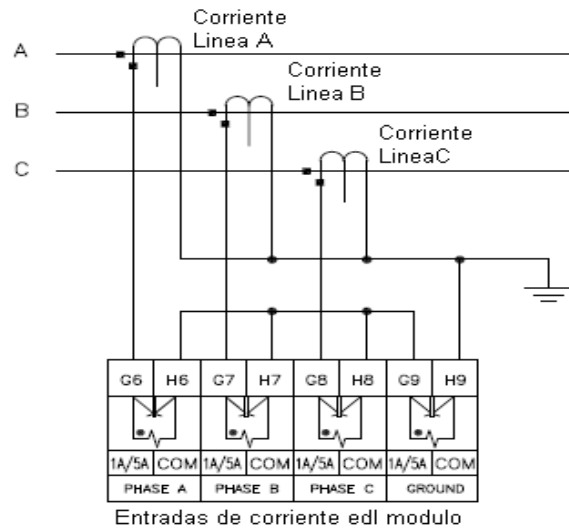 Corriente
Linea A
A
Corriente
Linea B
B
Corriente
LineaC
C
G6 H6 G7 H7 G8 H8 G9 H9
1A/5A COM 1A/5A COM 1A/5A COM 1A/5A COM
PHASE A PHASE B PHASE C GROUND
Entradas de corriente edl modulo